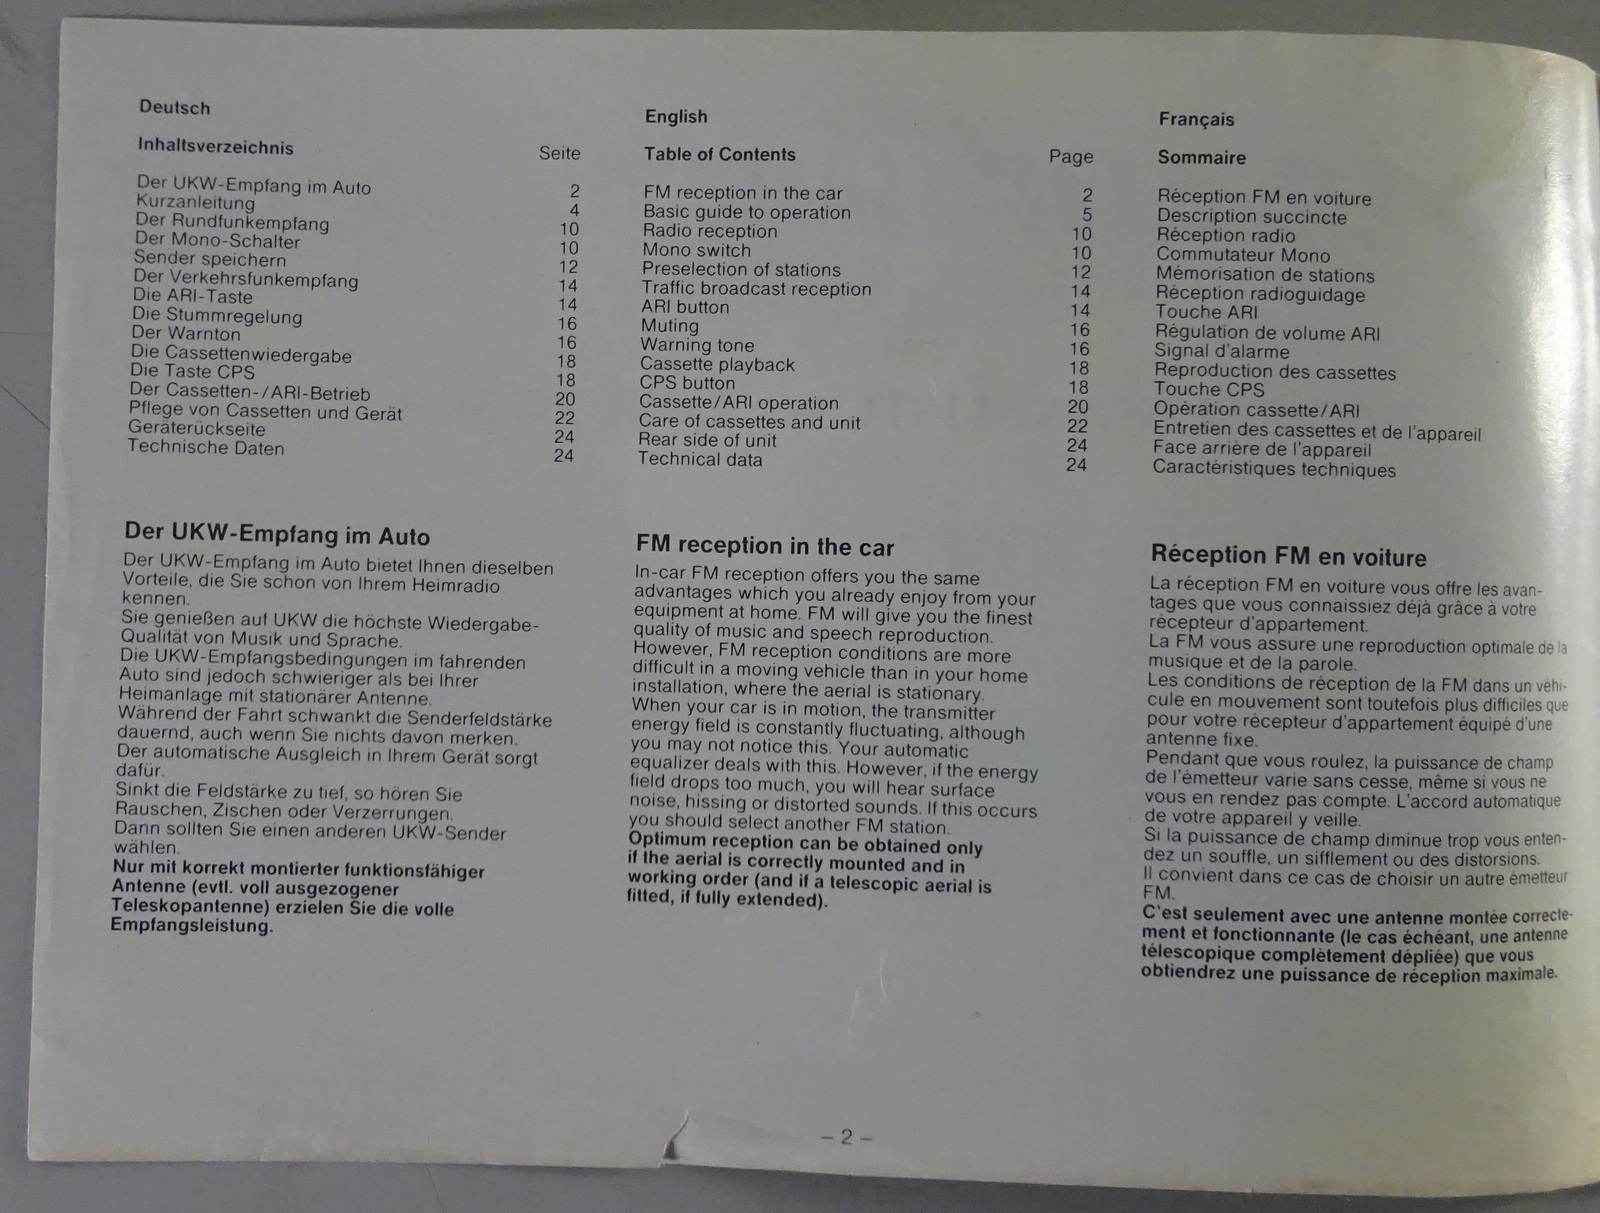 Deutsch
Inhaltsverzeichnis Seite
Der UKW-Empfang im Auto 2
Kurzanleitung 4
Der Rundfunkempfang 10
Der Mono-Schalter 10
Sender speichern 12
Der Verkehrsfunkempfang 14
Die ARI-Taste 14
Die Stummregelung 16
Der Warnton 16
Die Cassettenwiedergabe 18
Die Taste CPS 18
Der Cassetten-/ARI-Betrieb 20
Pflege von Cassetten und Gerät 22
Geräterückseite 24
Technische Daten 24
Der UKW-Empfang im Auto
Der UKW-Empfang im Auto bietet Ihnen dieselben
Vorteile, die Sie schon von Ihrem Heimradio
kennen.
Sie genießen auf UKW die höchste Wiedergabe-
Qualität von Musik und Sprache.
Die UKW-Empfangsbedingungen im fahrenden
Auto sind jedoch schwieriger als bei Ihrer
Heimanlage mit stationärer Antenne.
Während der Fahrt schwankt die Senderfeldstärke
dauernd, auch wenn Sie nichts davon merken.
Der automatische Ausgleich in Ihrem Gerät sorgt
dafür.
Sinkt die Feldstärke zu tief, so hören Sie
Rauschen, Zischen oder Verzerrungen.
Dann sollten Sie einen anderen UKW-Sender
wählen.
Nur mit korrekt montierter funktionsfähiger
Antenne (evtl. voll ausgezogener
Teleskopantenne) erzielen Sie die volle
Empfangsleistung.
English
Table of Contents Page
FM reception in the car 2
Basic guide to operation 5
Radio reception 10
Mono switch 10
Preselection of stations 12
Traffic broadcast reception 14
ARI button 14
Muting 16
Warning tone 16
Cassette playback 18
CPS button 18
Cassette/ARI operation 20
Care of cassettes and unit 22
Rear side of unit 24
Technical data 24
FM reception in the car
In-car FM reception offers you the same
advantages which you already enjoy from your
equipment at home. FM will give you the finest
quality of music and speech reproduction.
However, FM reception conditions are more
difficult in a moving vehicle than in your home
installation, where the aerial is stationary.
When your car is in motion, the transmitter
energy field is constantly fluctuating, although
you may not notice this. Your automatic
equalizer deals with this. However, if the energy
field drops too much, you will hear surface
noise, hissing or distorted sounds. If this occurs
you should select another FM station.
Optimum reception can be obtained only
if the aerial is correctly mounted and in
working order (and if a telescopic aerial is
fitted, if fully extended).
Français
Sommaire
Réception FM en voiture
Description succincte
Réception radio
Commutateur Mono
Mémorisation de stations
Réception radioguidage
Touche ARI
Régulation de volume ARI
Signal d'alarme
Reproduction des cassettes
Touche CPS
Opération cassette/ARI
Entretien des cassettes et de l'appareil
Face arrière de l'appareil
Caractéristiques techniques
Réception FM en voiture
La réception FM en voiture vous offre les avan-
tages que vous connaissiez déjà grâce à votre
récepteur d'appartement.
La FM vous assure une reproduction optimale de la
musique et de la parole.
Les conditions de réception de la FM dans un véhi-
cule en mouvement sont toutefois plus difficiles que
pour votre récepteur d'appartement équipé d'une
antenne fixe.
Pendant que vous roulez, la puissance de champ
de l'émetteur varie sans cesse, même si vous ne
vous en rendez pas compte. L'accord automatique
de votre appareil y veille.
Si la puissance de champ diminue trop vous enten-
dez un souffle, un sifflement ou des distorsions.
Il convient dans ce cas de choisir un autre émetteur
FM.
C'est seulement avec une antenne montée correcte-
ment et fonctionnante (le cas échéant, une antenne
télescopique complètement dépliée) que vous
obtiendrez une puissance de réception maximale.
– 2 –